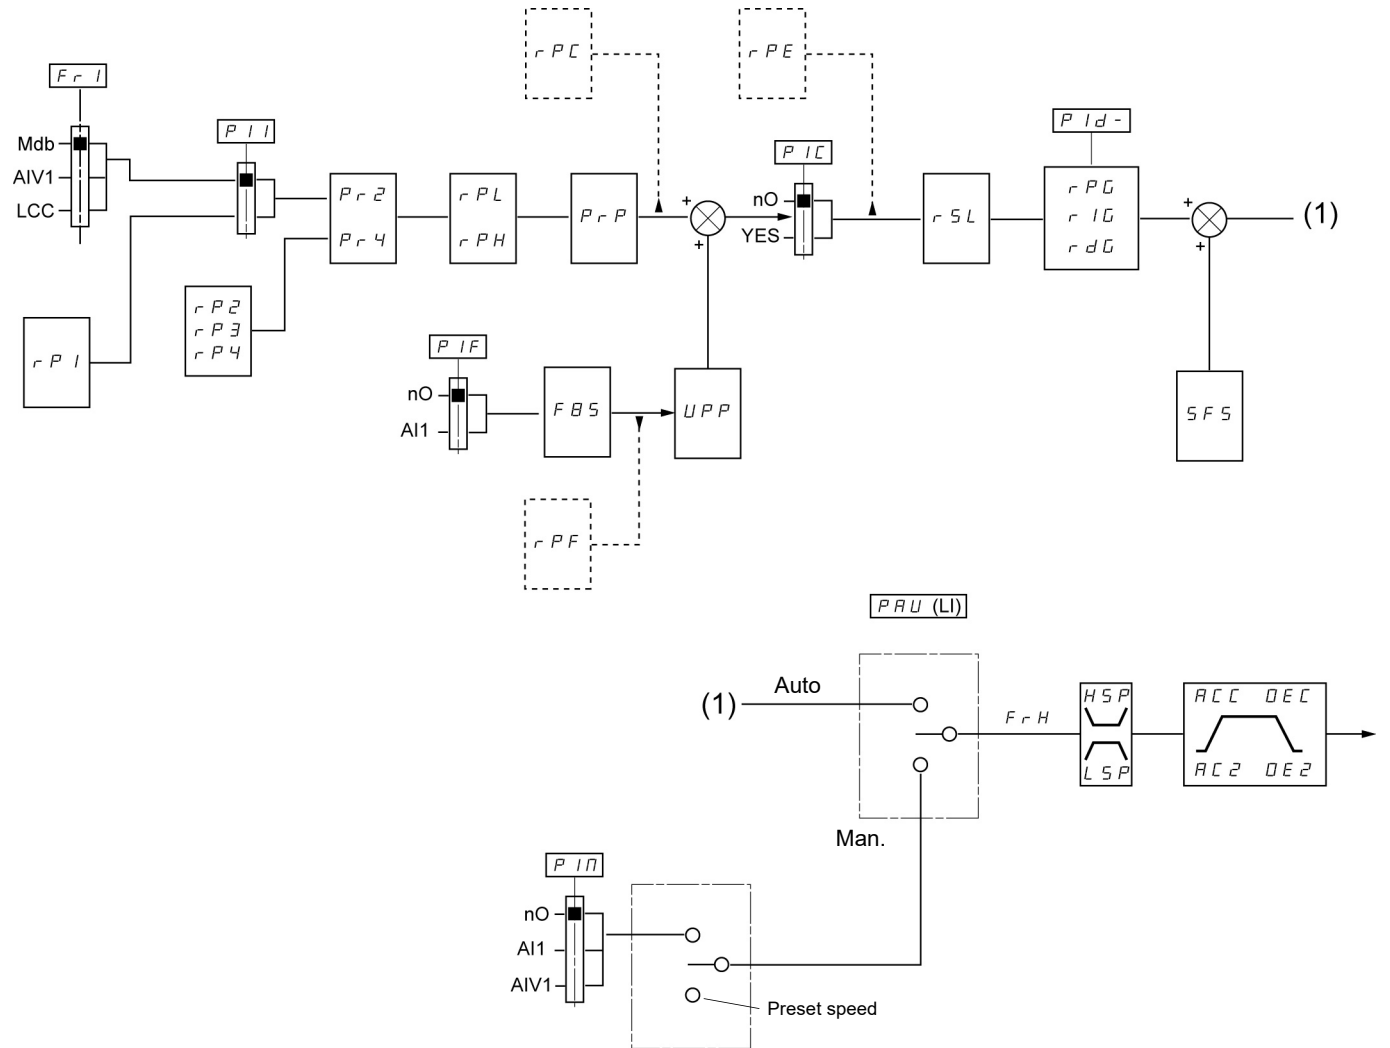 rPC
rPE
Fr1
Mdb
AIV1
LCC
PII
Pr2
Pr4
rPL
rPH
PrP
+
+
PIC
nO
YES
rSL
PId-
rPG
rIG
rdG
+
+
(1)
rP1
rP2
rP3
rP4
PIF
nO
AI1
FBS
UPP
SFS
rPF
PAU (LI)
(1)
Auto
FrH
HSP
LSP
ACC DEC
AC2 DE2
Man.
PIM
nO
AI1
AIV1
Preset speed